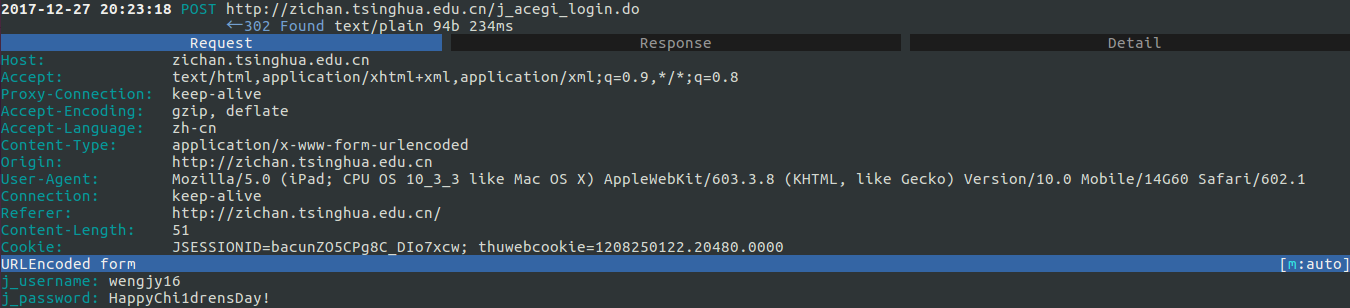 2017-12-27 20:23:18 POST http://zichan.tsinghua.edu.cn/j_acegi_login.do
←302 Found text/plain 94b 234ms
Request Response Detail
Host: zichan.tsinghua.edu.cn
Accept: text/html,application/xhtml+xml,application/xml;q=0.9,*/*;q=0.8
Proxy-Connection: keep-alive
Accept-Encoding: gzip, deflate
Accept-Language: zh-cn
Content-Type: application/x-www-form-urlencoded
Origin: http://zichan.tsinghua.edu.cn
User-Agent: Mozilla/5.0 (iPad; CPU OS 10_3_3 like Mac OS X) AppleWebKit/603.3.8 (KHTML, like Gecko) Version/10.0 Mobile/14G60 Safari/602.1
Connection: keep-alive
Referer: http://zichan.tsinghua.edu.cn/
Content-Length: 51
Cookie: JSESSIONID=bacunZO5CPg8C_DIo7xcw; thuwebcookie=1208250122.20480.0000
URLEncoded form [m:auto]
j_username: wengjy16
j_password: HappyChi1drensDay!